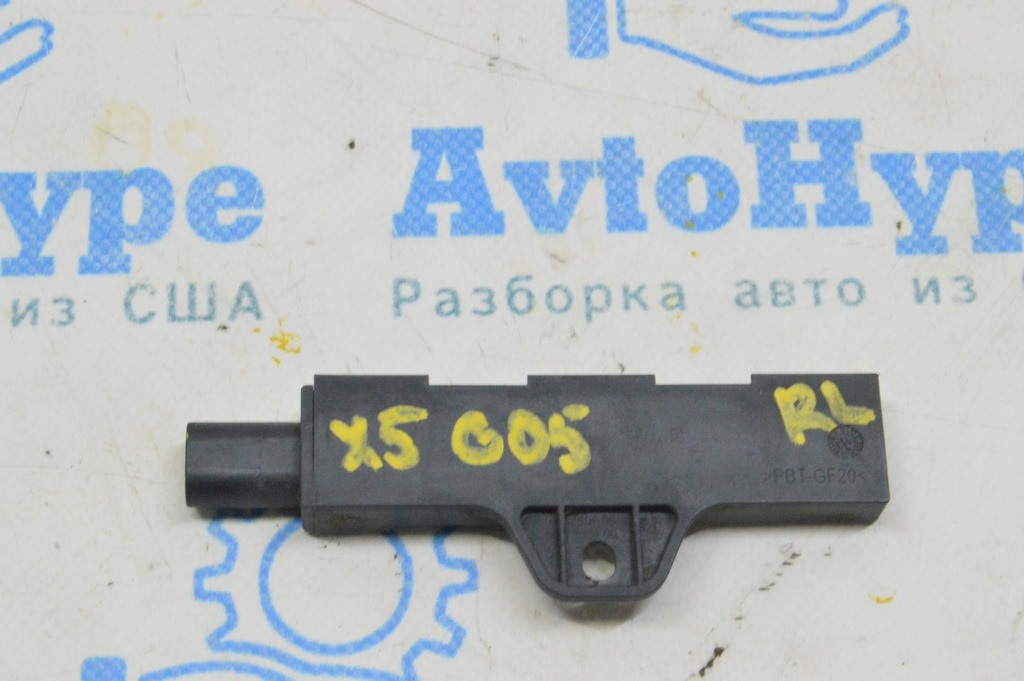 ype AvtoHyp
из США Разборка авто из
X5 G05 RL
>PBT-GF20<